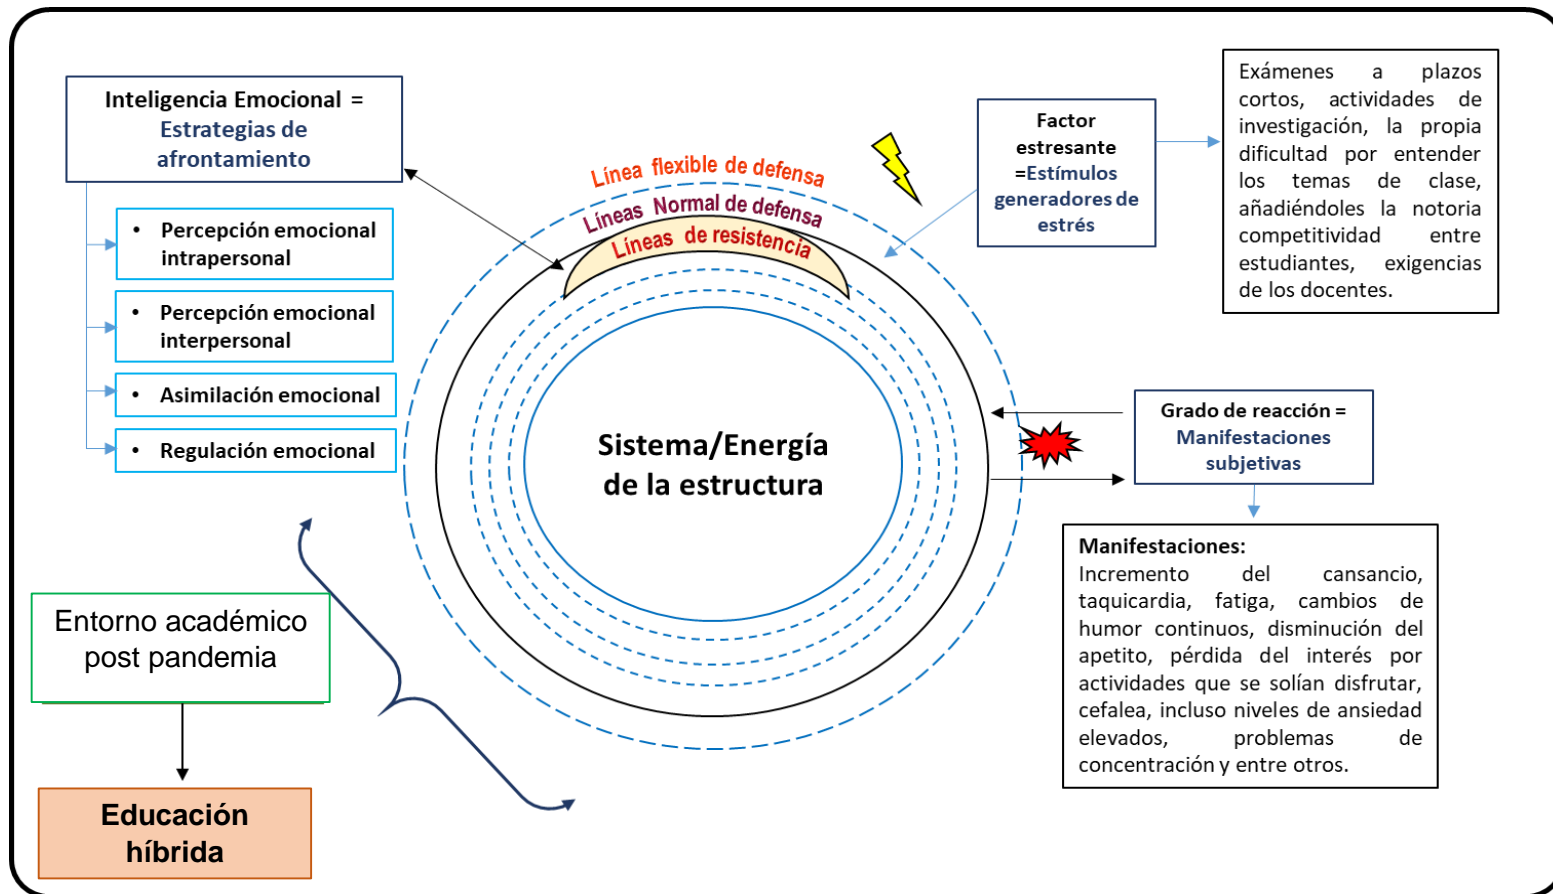 Inteligencia Emocional =
Estrategias de
afrontamiento
• Percepción emocional
intrapersonal
• Percepción emocional
interpersonal
• Asimilación emocional
• Regulación emocional
Línea flexible de defensa
Líneas Normal de defensa
Líneas de resistencia
Sistema/Energía
de la estructura
Factor
estresante
=Estímulos
generadores de
estrés
Exámenes a plazos
cortos, actividades de
investigación, la propia
dificultad por entender
los temas de clase,
añadiéndoles la notoria
competitividad entre
estudiantes, exigencias
de los docentes.
Grado de reacción =
Manifestaciones
subjetivas
Manifestaciones:
Incremento del cansancio,
taquicardia, fatiga, cambios de
humor continuos, disminución del
apetito, pérdida del interés por
actividades que se solían disfrutar,
cefalea, incluso niveles de ansiedad
elevados, problemas de
concentración y entre otros.
Entorno académico
post pandemia
Educación
híbrida